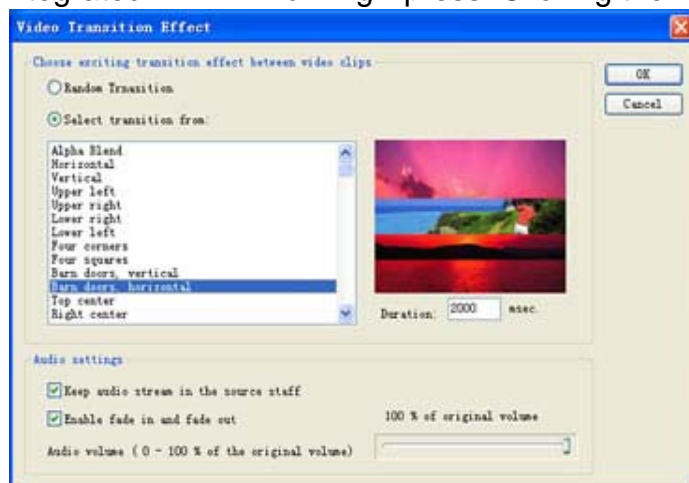 Video Transition Effect
Choose exciting transition effect between video clips
OK
Random Trnasition
Cancel
Select transition from:
Alpha Blend
Horizontal
Vertical
Upper left
Upper right
Lower right
Lower left
Four corners
Four squares
Barn doors, vertical
Barn doors, horizontal
Top center
Right center
Duration: 2000 msec.
Audio settings
Keep audio stream in the source staff
Enable fade in and fade out
100 % of original volume
Audio volume ( 0 - 100 % of the original volume)